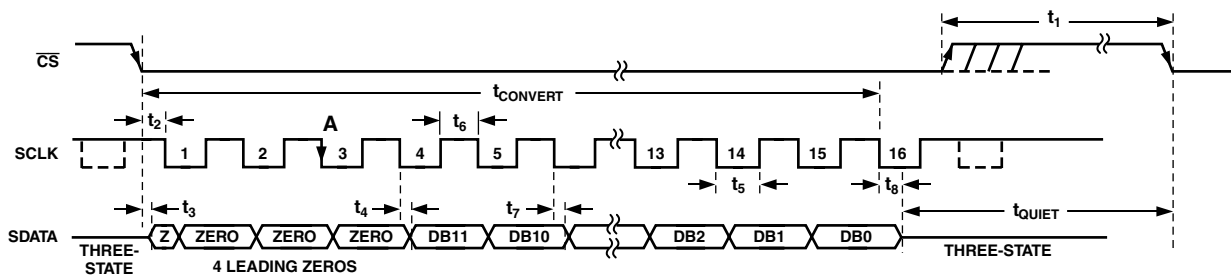 t1
CS
tCONVERT
t2
A
t6
SCLK
1 2 3 4 5 13 14 15 16
t3
t4
t7
t5
t8
tQUIET
SDATA
Z ZERO ZERO ZERO DB11 DB10 DB2 DB1 DB0
THREE-
STATE
4 LEADING ZEROS
THREE-STATE